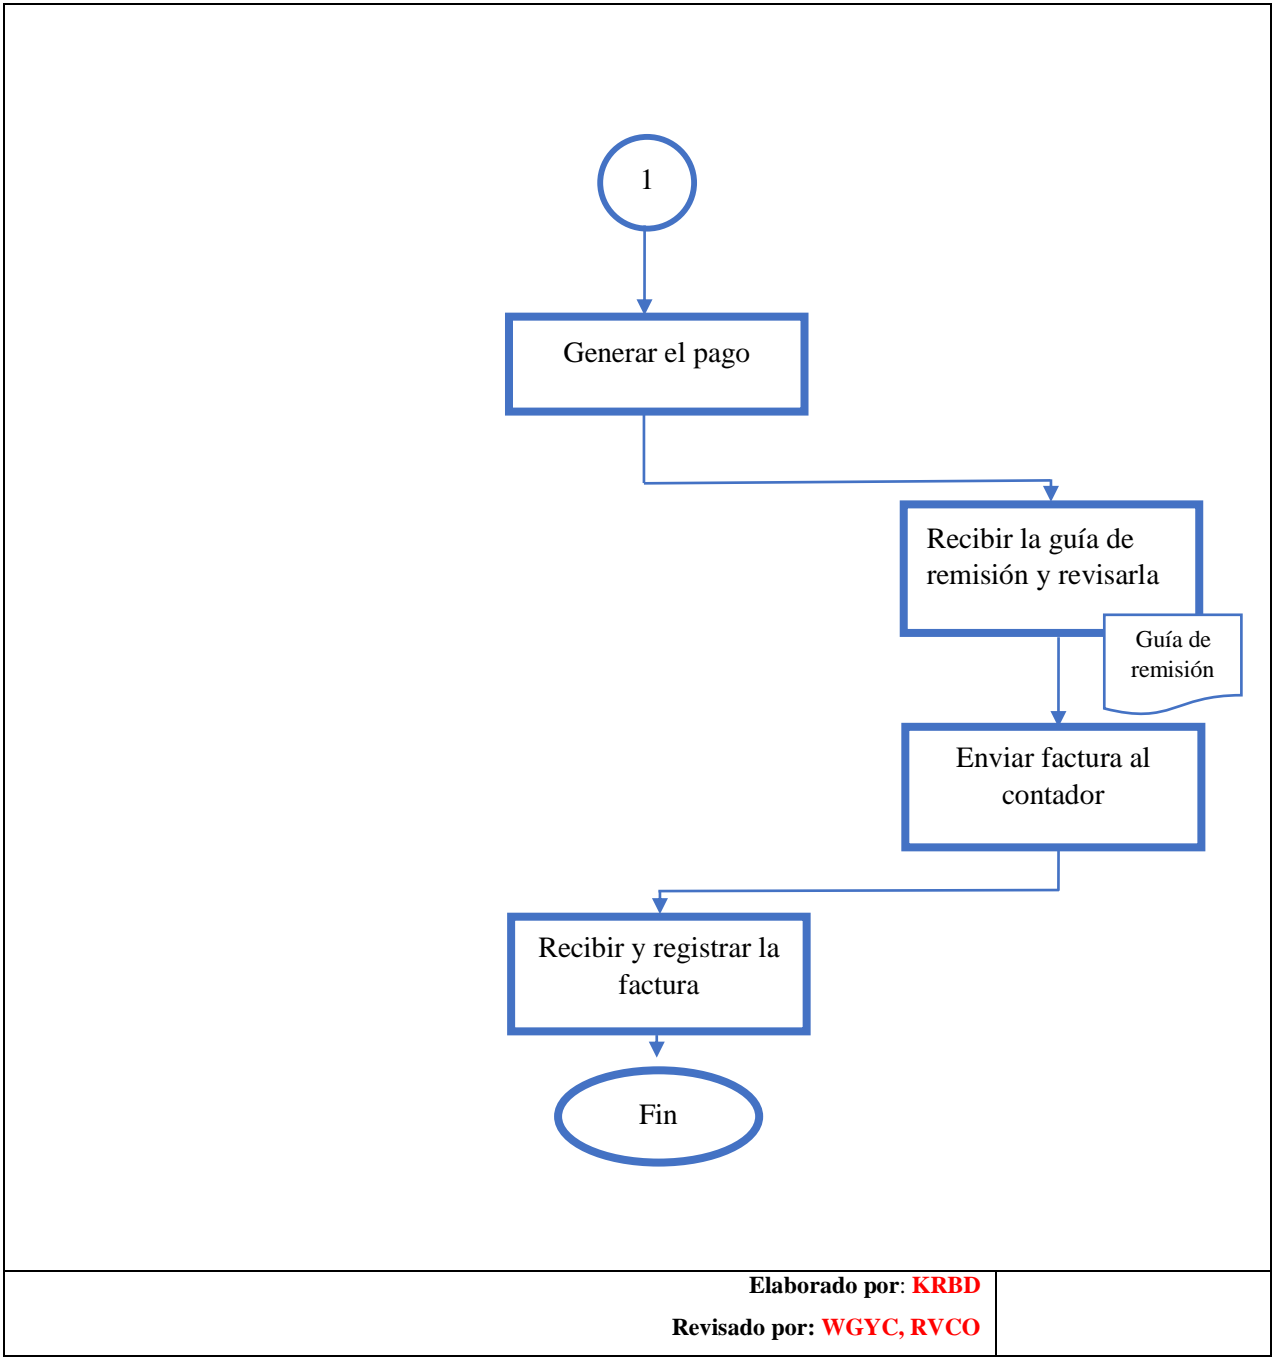 1
Generar el pago
Recibir la guía de
remisión y revisarla
Guía de
remisión
Enviar factura al
contador
Recibir y registrar la
factura
Fin
Elaborado por: KRBD
Revisado por: WGYC, RVCO